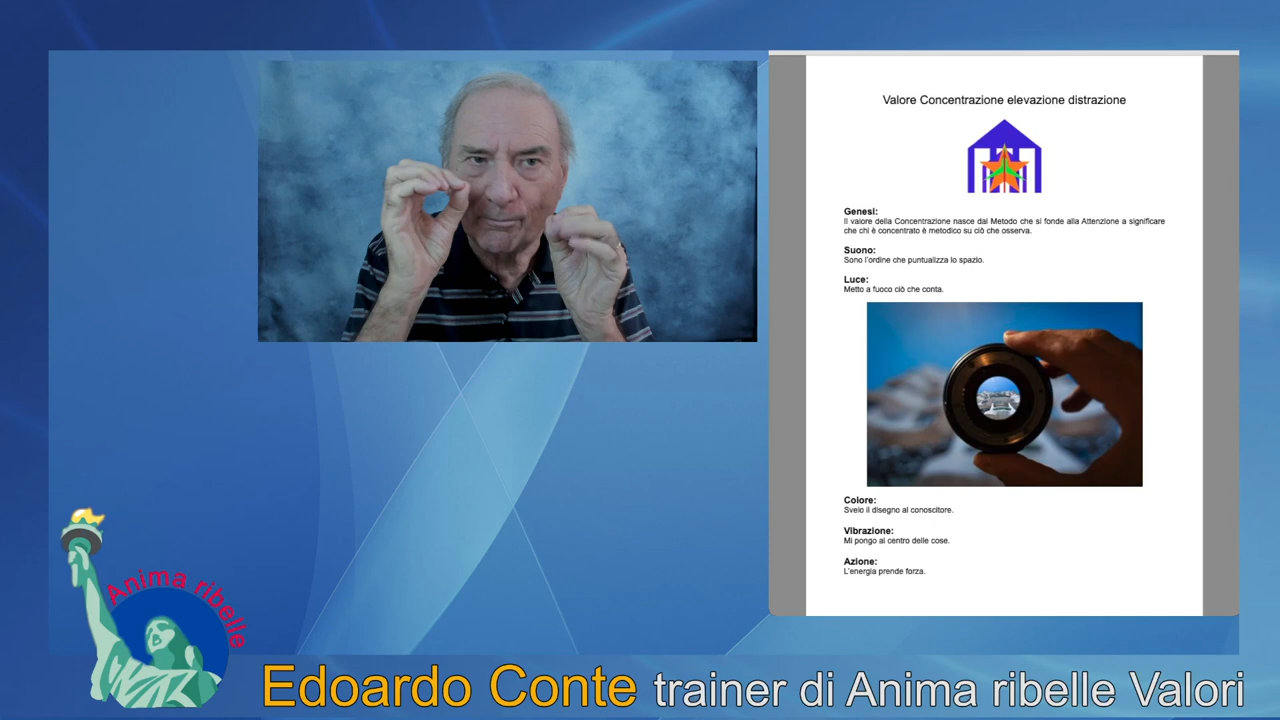 Valore Concentrazione elevazione distrazione
Genesi:
Il valore della Concentrazione nasce dal Metodo che si fonde alla Attenzione a significare
che chi è concentrato è metodico su ciò che osserva.
Suono:
Sono l'ordine che puntualizza lo spazio.
Luce:
Metto a fuoco ciò che conta.
Colore:
Svelo il disegno al conoscitore.
Vibrazione:
Mi pongo al centro delle cose.
Azione:
L'energia prende forza.
Anima ribelle
Edoardo Conte trainer di Anima ribelle Valori